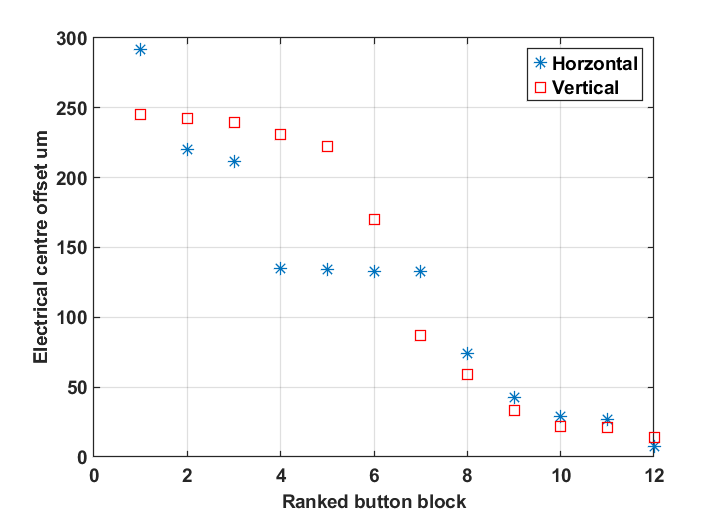 300
250
200
150
100
50
0
0 2 4 6 8 10 12
Electrical centre offset um
Ranked button block
Horzontal
Vertical